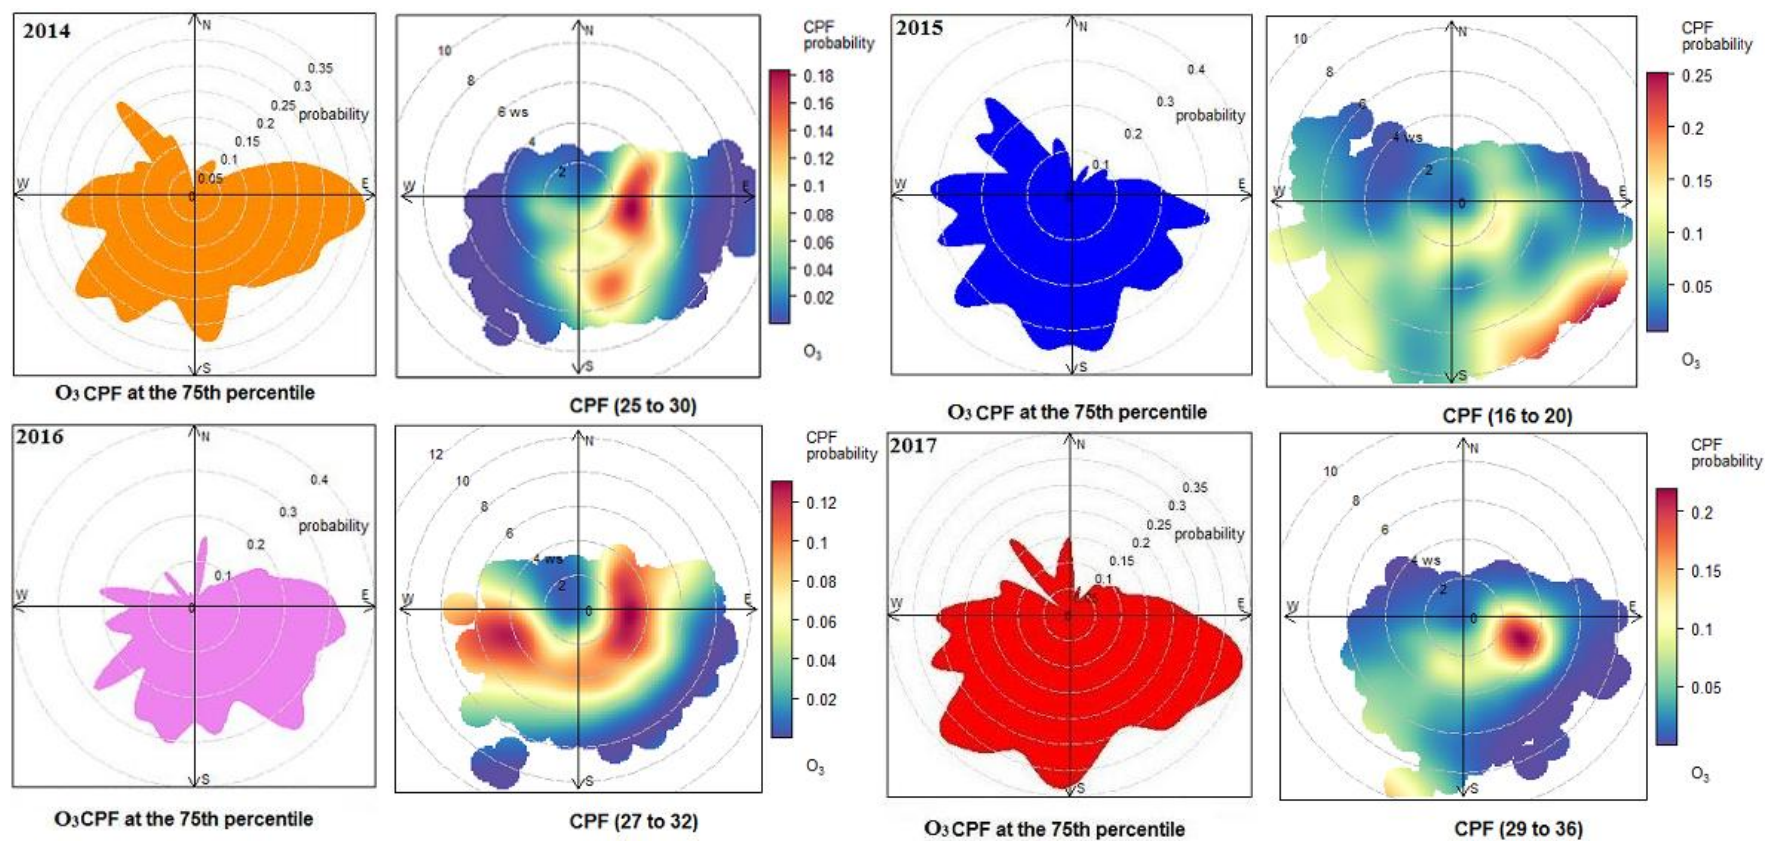 2014
N
0.35
0.3
0.25
probability
0.2
0.15
0.1
0.05
W
0
E
S
O3 CPF at the 75th percentile
N
10
8
6 ws
4
2
W
E
S
CPF
probability
0.18
0.16
0.14
0.12
0.1
0.08
0.06
0.04
0.02
O3
CPF (25 to 30)
2015
N
0.4
0.3
probability
0.2
0.1
W
E
S
O3 CPF at the 75th percentile
N
10
8
6
4 ws
2
W
0
E
S
CPF
probability
0.25
0.2
0.15
0.1
0.05
O3
CPF (16 to 20)
2016
N
0.4
0.3
probability
0.2
0.1
W
0
E
S
O3 CPF at the 75th percentile
N
12
10
8
6
4 ws
2
W
0
E
S
CPF
probability
0.12
0.1
0.08
0.06
0.04
0.02
O3
CPF (27 to 32)
2017
N
0.35
0.3
0.25
probability
0.2
0.15
0.1
W
0
E
S
O3 CPF at the 75th percentile
N
10
8
6
4 ws
2
W
0
E
S
CPF
probability
0.2
0.15
0.1
0.05
O3
CPF (29 to 36)